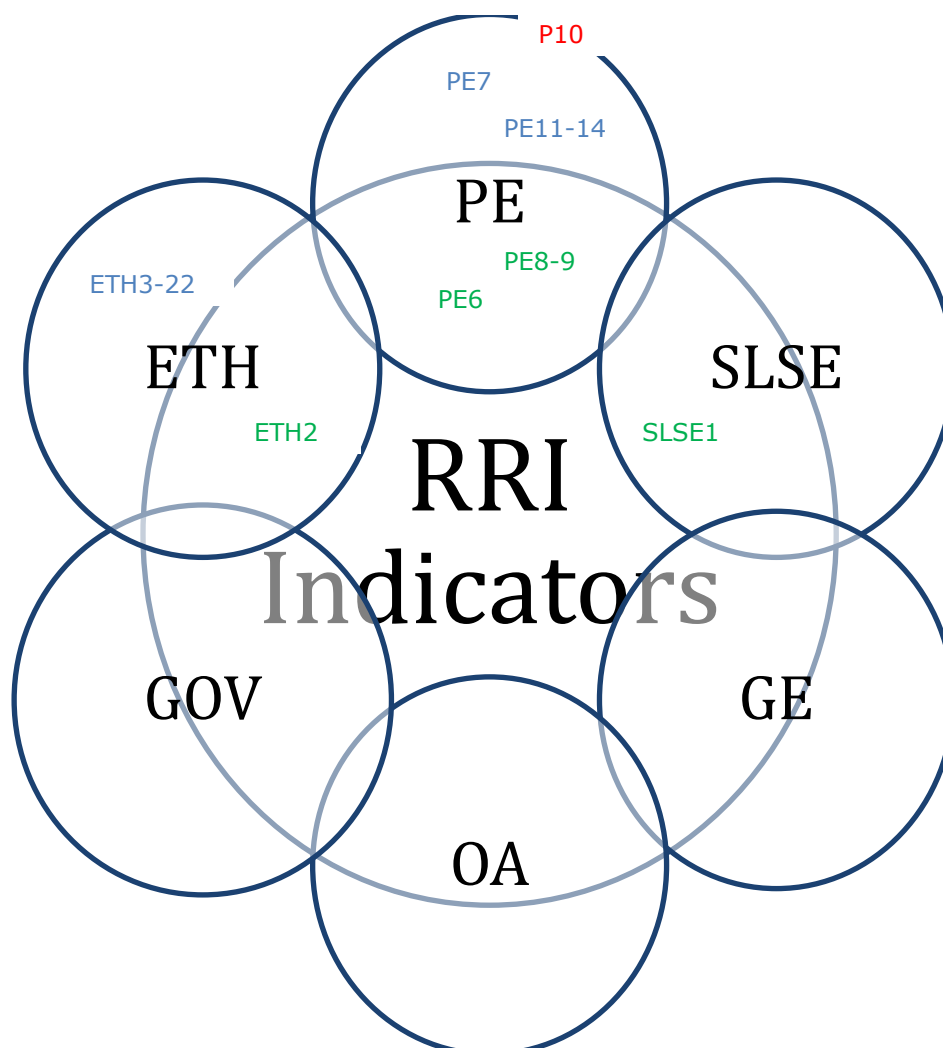 P10
PE7
PE11-14
PE
PE8-9
PE6
ETH3-22
ETH
SLSE
ETH2
SLSE1
RRI
Indicators
GOV
GE
OA